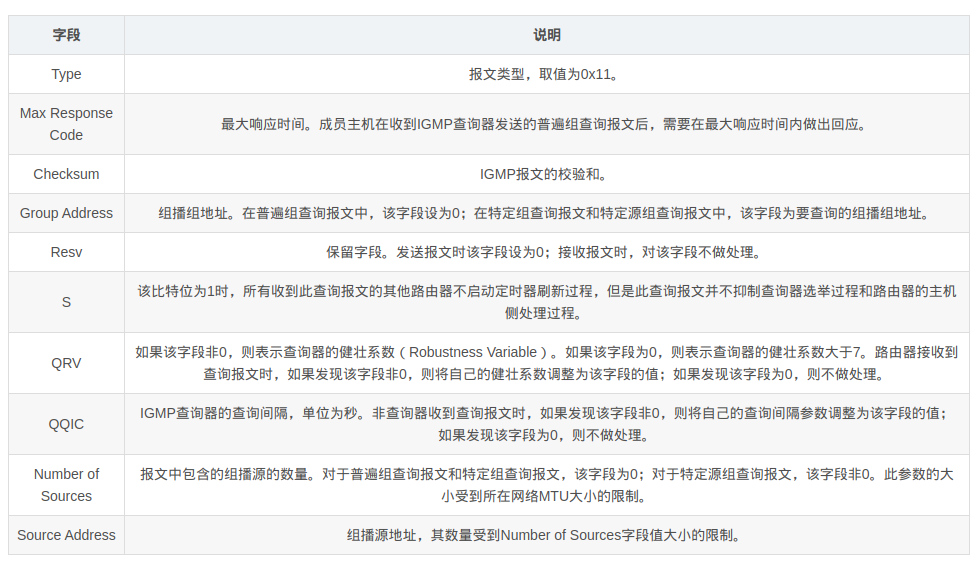 字段
说明
Type
报文类型，取值为0x11。
Max Response
Code
最大响应时间。成员主机在收到IGMP查询器发送的普遍组查询报文后，需要在最大响应时间内做出回应。
Checksum
IGMP报文的校验和。
Group Address
组播组地址。在普遍组查询报文中，该字段设为0；在特定组查询报文和特定源组查询报文中，该字段为要查询的组播组地址。
Resv
保留字段。发送报文时该字段设为0；接收报文时，对该字段不做处理。
S
该比特位为1时，所有收到此查询报文的其他路由器不启动定时器刷新过程，但是此查询报文并不抑制查询器选举过程和路由器的主机
侧处理过程。
QRV
如果该字段非0，则表示查询器的健壮系数（Robustness Variable）。如果该字段为0，则表示查询器的健壮系数大于7。路由器接收到
查询报文时，如果发现该字段非0，则将自己的健壮系数调整为该字段的值；如果发现该字段为0，则不做处理。
QQIC
IGMP查询器的查询间隔，单位为秒。非查询器收到查询报文时，如果发现该字段非0，则将自己的查询间隔参数调整为该字段的值；
如果发现该字段为0，则不做处理。
Number of
Sources
报文中包含的组播源的数量。对于普遍组查询报文和特定组查询报文，该字段为0；对于特定源组查询报文，该字段非0。此参数的大
小受到所在网络MTU大小的限制。
Source Address
组播源地址，其数量受到Number of Sources字段值大小的限制。